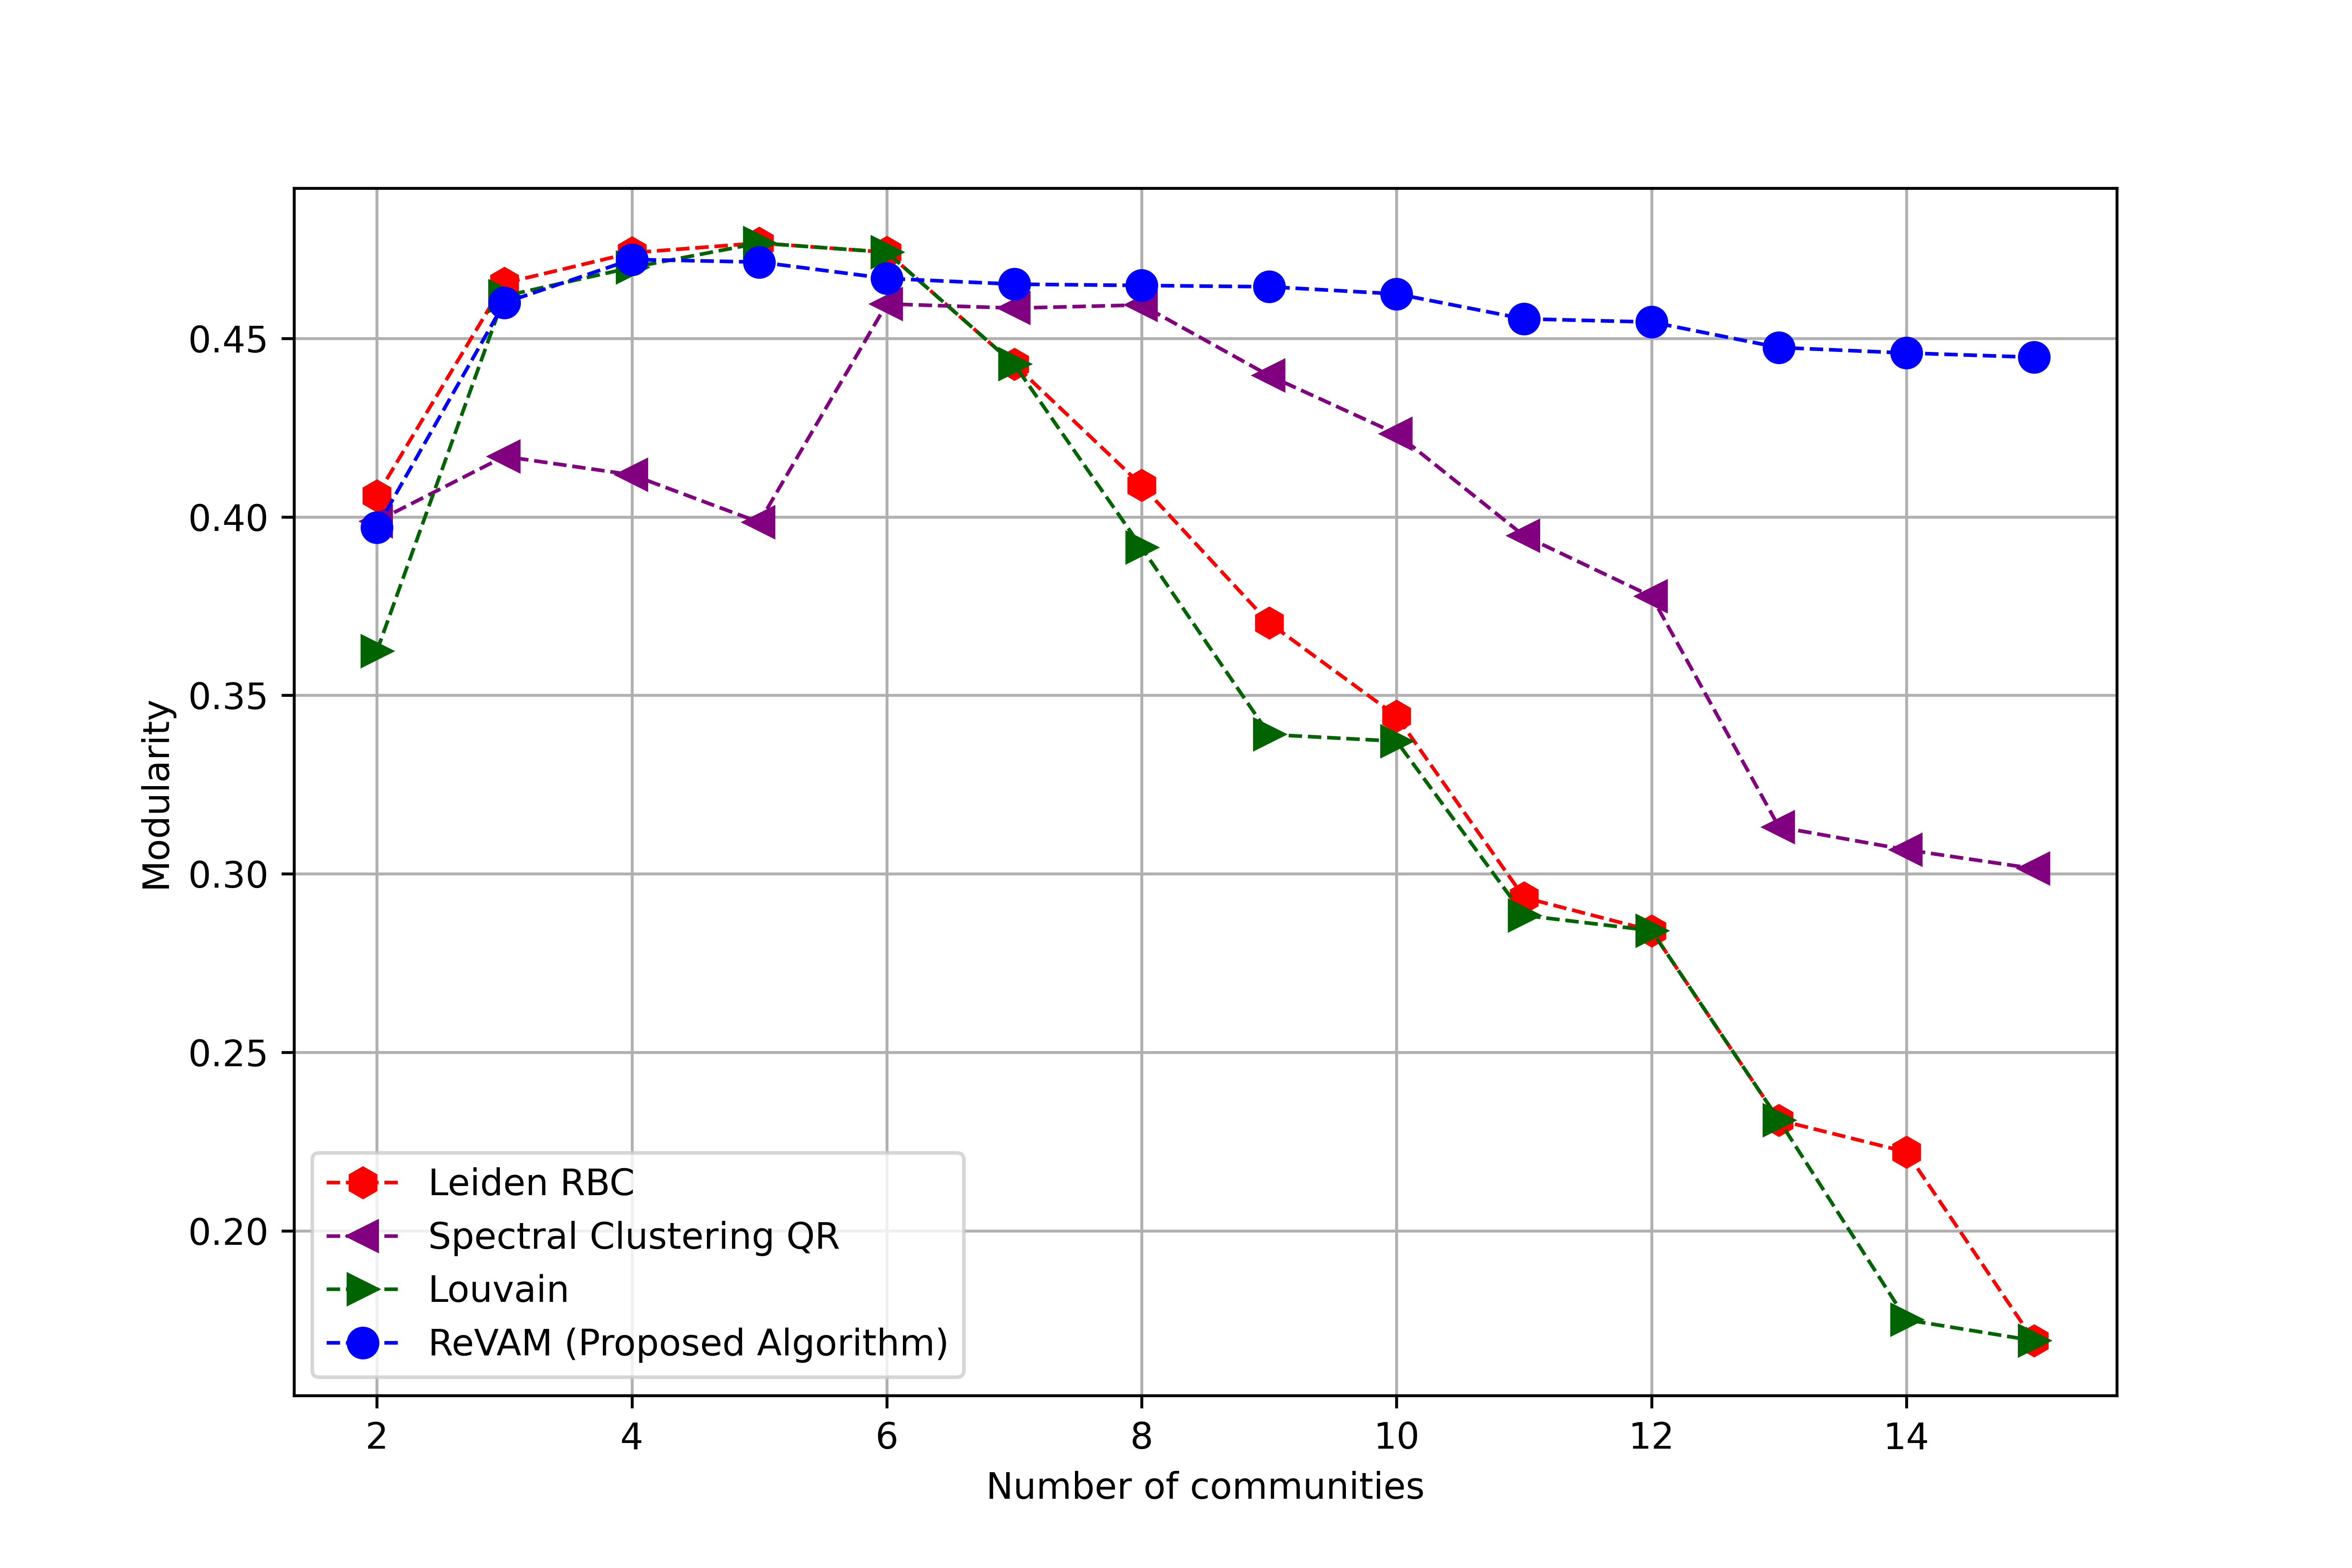 0.45
0.40
0.35
0.30
0.25
0.20
Modularity
Leiden RBC
Spectral Clustering QR
Louvain
ReVAM (Proposed Algorithm)
2 4 6 8 10 12 14
Number of communities